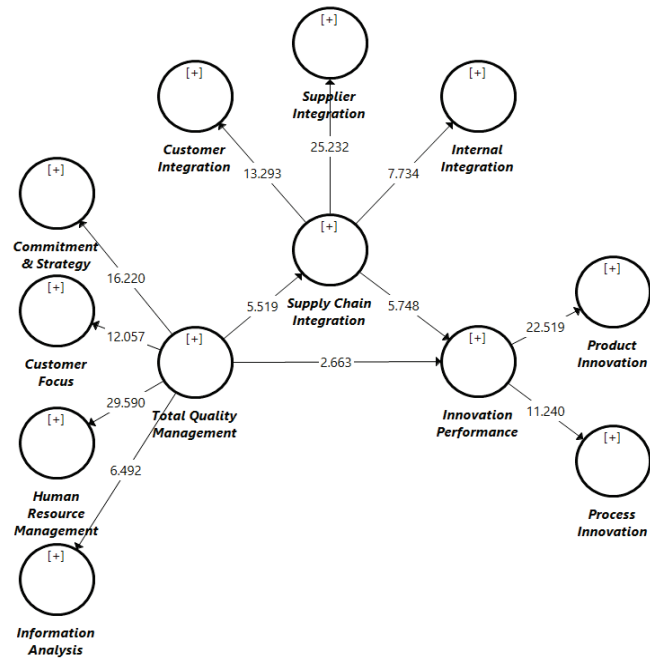 [+]
Supplier
Integration
[+]
Customer
Integration
[+]
Internal
Integration
25.232
13.293
7.734
[+]
Commitment
& Strategy
[+]
Supply Chain
Integration
16.220
5.519
5.748
[+]
Customer
Focus
12.057
[+]
Total Quality
Management
2.663
[+]
Innovation
Performance
22.519
[+]
Product
Innovation
11.240
[+]
Process
Innovation
29.590
[+]
Human
Resource
Management
6.492
[+]
Information
Analysis